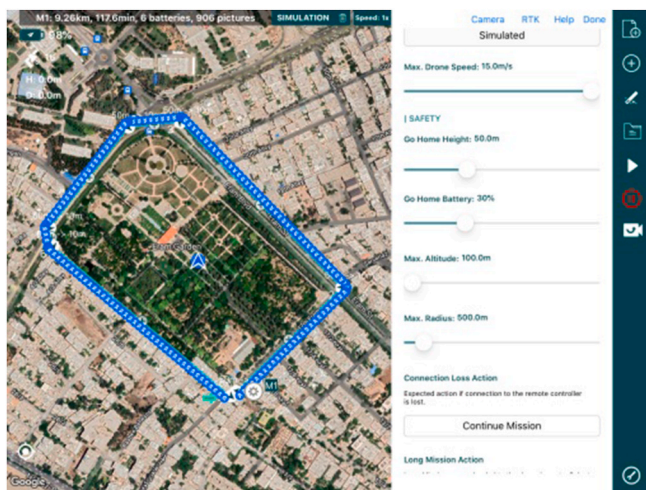 M1: 9.26km, 117.6min, 6 batteries, 906 pictures
SIMULATION
Speed: 1x
98%
H: 0.0m
D: 0.0m
50m
M1
Google
Camera RTK Help Done
Simulated
Max. Drone Speed: 15.0m/s
| SAFETY
Go Home Height: 50.0m
Go Home Battery: 30%
Max. Altitude: 100.0m
Max. Radius: 500.0m
Connection Loss Action
Expected action if connection to the remote controller
is lost.
Continue Mission
Long Mission Action